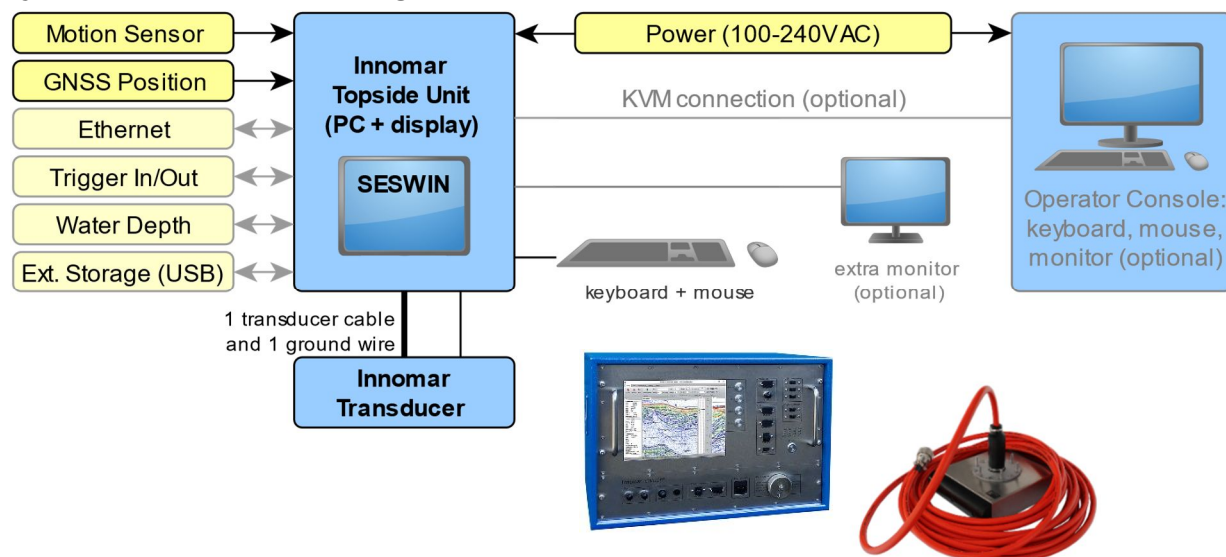 Motion Sensor
GNSS Position
Ethernet
Trigger In/Out
Water Depth
Ext. Storage (USB)
Innomar
Topside Unit
(PC + display)
SESWIN
Power (100-240VAC)
KVM connection (optional)
extra monitor
(optional)
keyboard + mouse
Operator Console:
keyboard, mouse,
monitor (optional)
1 transducer cable
and 1 ground wire
Innomar
Transducer